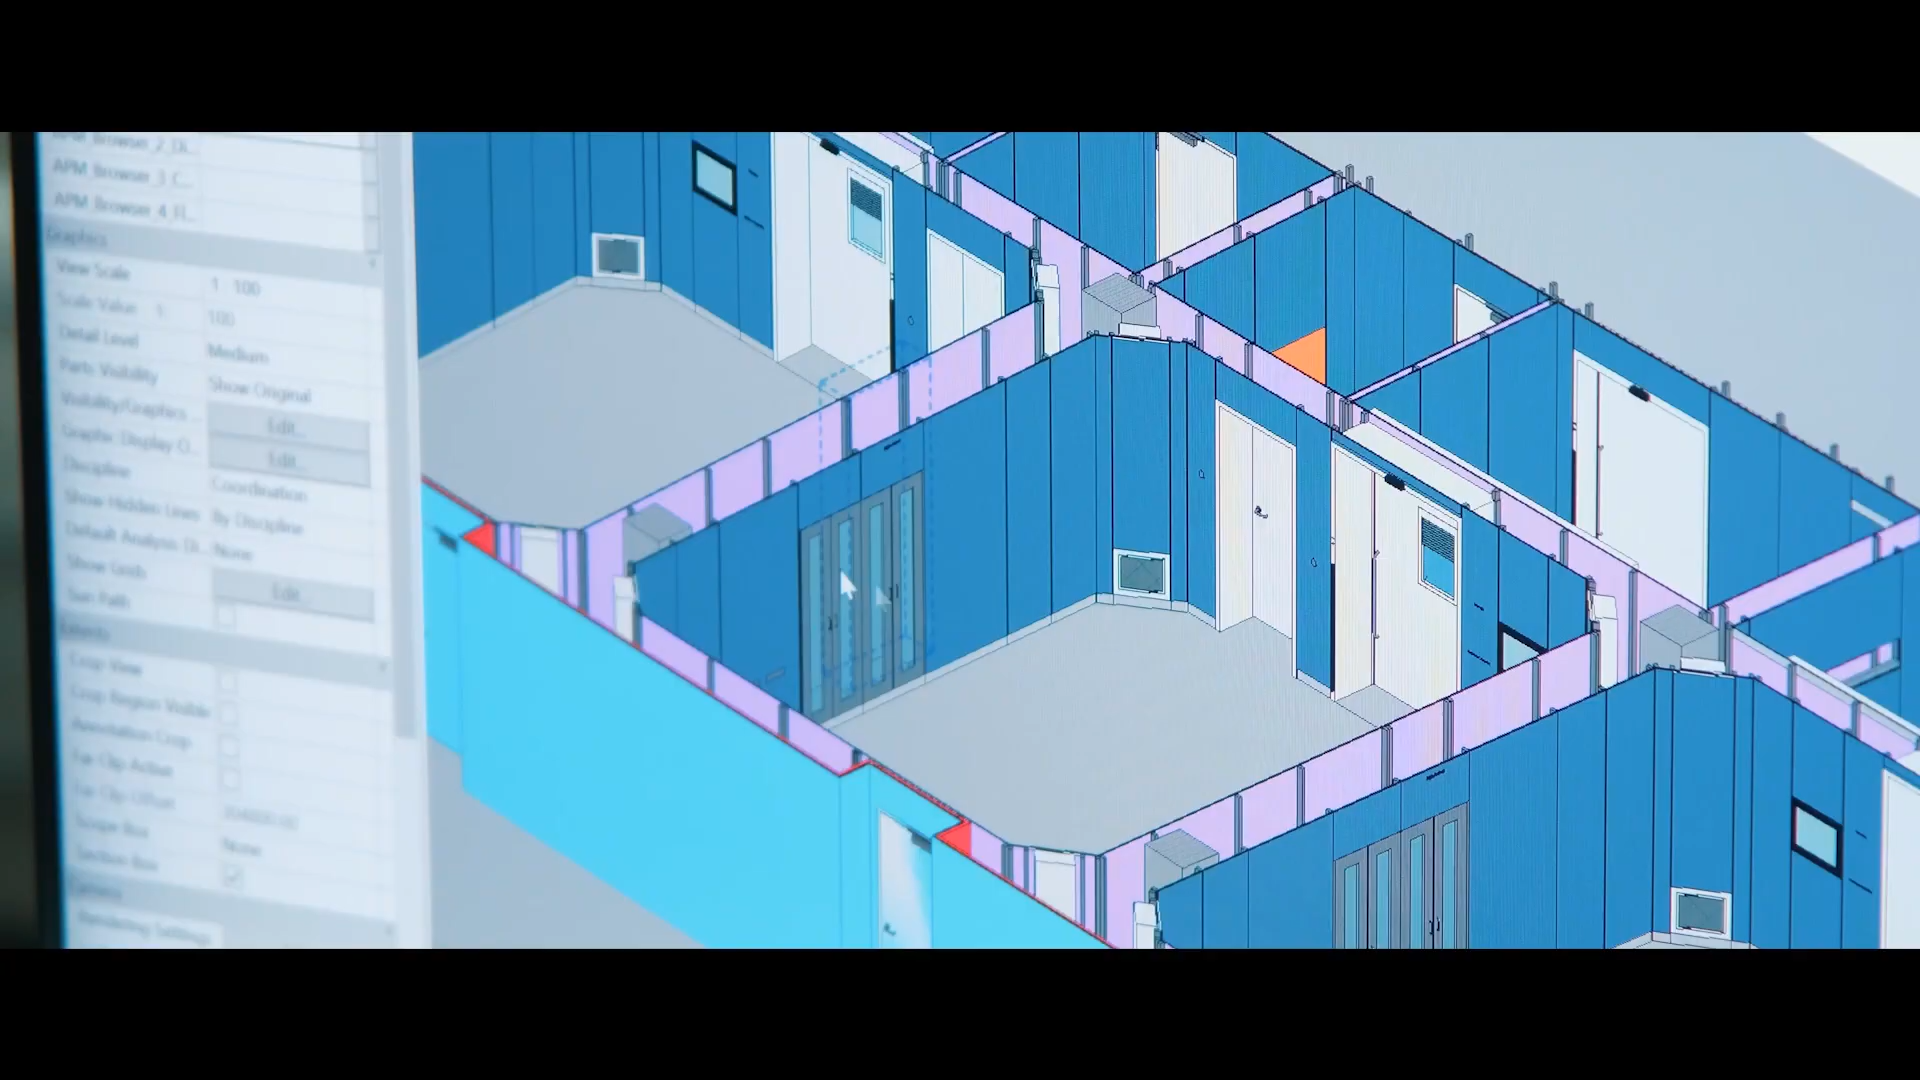 APM_Browser_2_Di...
APM_Browser_3_C...
APM_Browser_4_El...
Graphics
View Scale 1 : 100
Scale Value 1: 100
Detail Level Medium
Parts Visibility Show Original
Visibility/Graphics Edit...
Graphic Display O... Edit...
Discipline Coordination
Show Hidden Lines By Discipline
Default Analysis Di... None
Show Grids Edit...
Sun Path
Extents
Crop View
Crop Region Visible
Annotation Crop
Far Clip Active
Far Clip Offset
Scope Box None
Section Box
Camera
Rendering Settings